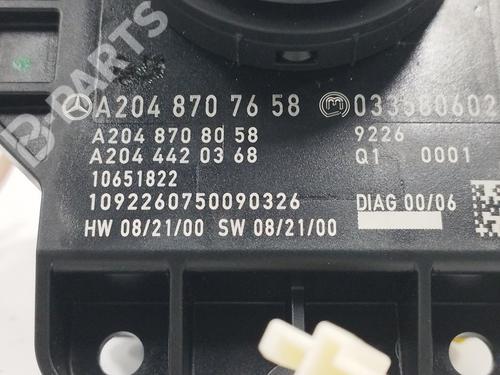 B-PARTS
A204 870 76 58 033500602
A204 870 80 58 9226
A204 442 03 68 Q1 0001
10651822
1092260750090326 DIAG 00/06
HW 08/21/00 SW 08/21/00